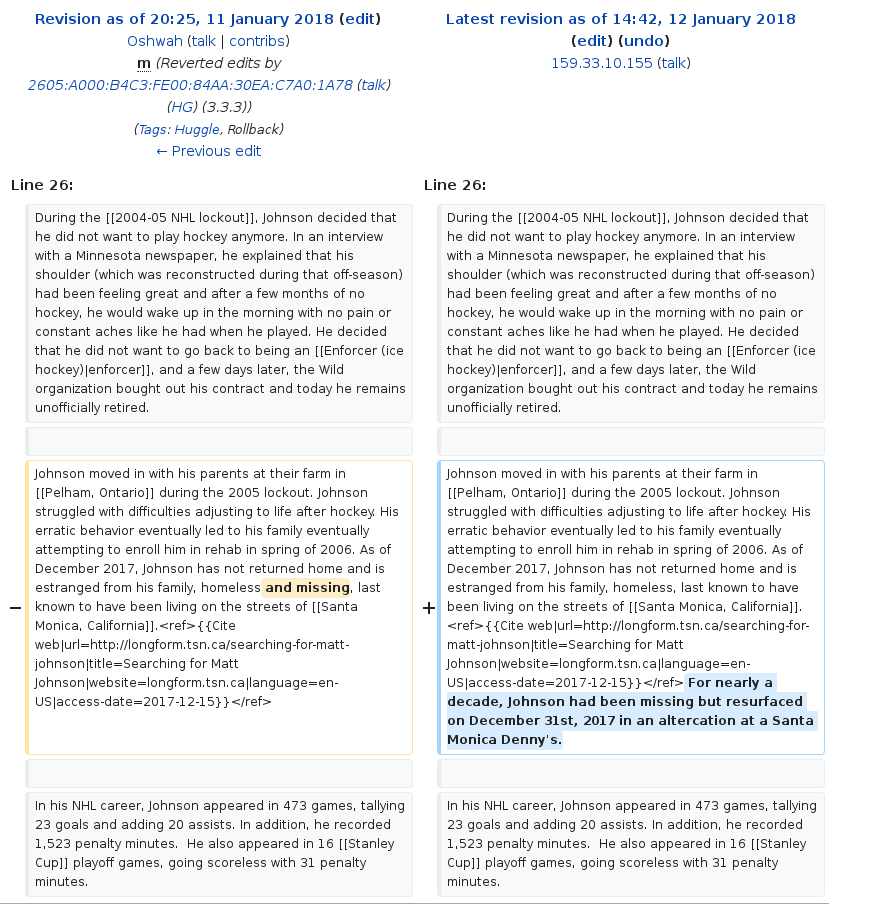 Revision as of 20:25, 11 January 2018 (edit)
Oshwah (talk | contribs)
m (Reverted edits by
2605:A000:B4C3:FE00:84AA:30EA:C7A0:1A78 (talk)
(HG) (3.3.3))
(Tags: Huggle, Rollback)
← Previous edit
Latest revision as of 14:42, 12 January 2018
(edit) (undo)
159.33.10.155 (talk)
Line 26:
During the [[2004-05 NHL lockout]], Johnson decided that
he did not want to play hockey anymore. In an interview
with a Minnesota newspaper, he explained that his
shoulder (which was reconstructed during that off-season)
had been feeling great and after a few months of no
hockey, he would wake up in the morning with no pain or
constant aches like he had when he played. He decided
that he did not want to go back to being an [[Enforcer (ice
hockey)|enforcer]], and a few days later, the Wild
organization bought out his contract and today he remains
unofficially retired.
Line 26:
During the [[2004-05 NHL lockout]], Johnson decided that
he did not want to play hockey anymore. In an interview
with a Minnesota newspaper, he explained that his
shoulder (which was reconstructed during that off-season)
had been feeling great and after a few months of no
hockey, he would wake up in the morning with no pain or
constant aches like he had when he played. He decided
that he did not want to go back to being an [[Enforcer (ice
hockey)|enforcer]], and a few days later, the Wild
organization bought out his contract and today he remains
unofficially retired.
−
Johnson moved in with his parents at their farm in
[[Pelham, Ontario]] during the 2005 lockout. Johnson
struggled with difficulties adjusting to life after hockey. His
erratic behavior eventually led to his family eventually
attempting to enroll him in rehab in spring of 2006. As of
December 2017, Johnson has not returned home and is
estranged from his family, homeless and missing, last
known to have been living on the streets of [[Santa
Monica, California]].<ref>{{Cite
web|url=http://longform.tsn.ca/searching-for-matt-
johnson|title=Searching for Matt
Johnson|website=longform.tsn.ca|language=en-
US|access-date=2017-12-15}}</ref>
+
Johnson moved in with his parents at their farm in
[[Pelham, Ontario]] during the 2005 lockout. Johnson
struggled with difficulties adjusting to life after hockey. His
erratic behavior eventually led to his family eventually
attempting to enroll him in rehab in spring of 2006. As of
December 2017, Johnson has not returned home and is
estranged from his family, homeless, last known to have
been living on the streets of [[Santa Monica, California]].
<ref>{{Cite web|url=http://longform.tsn.ca/searching-for-
matt-johnson|title=Searching for Matt
Johnson|website=longform.tsn.ca|language=en-
US|access-date=2017-12-15}}</ref> For nearly a
decade, Johnson had been missing but resurfaced
on December 31st, 2017 in an altercation at a Santa
Monica Denny's.
In his NHL career, Johnson appeared in 473 games, tallying
23 goals and adding 20 assists. In addition, he recorded
1,523 penalty minutes.  He also appeared in 16 [[Stanley
Cup]] playoff games, going scoreless with 31 penalty
minutes.
In his NHL career, Johnson appeared in 473 games, tallying
23 goals and adding 20 assists. In addition, he recorded
1,523 penalty minutes.  He also appeared in 16 [[Stanley
Cup]] playoff games, going scoreless with 31 penalty
minutes.